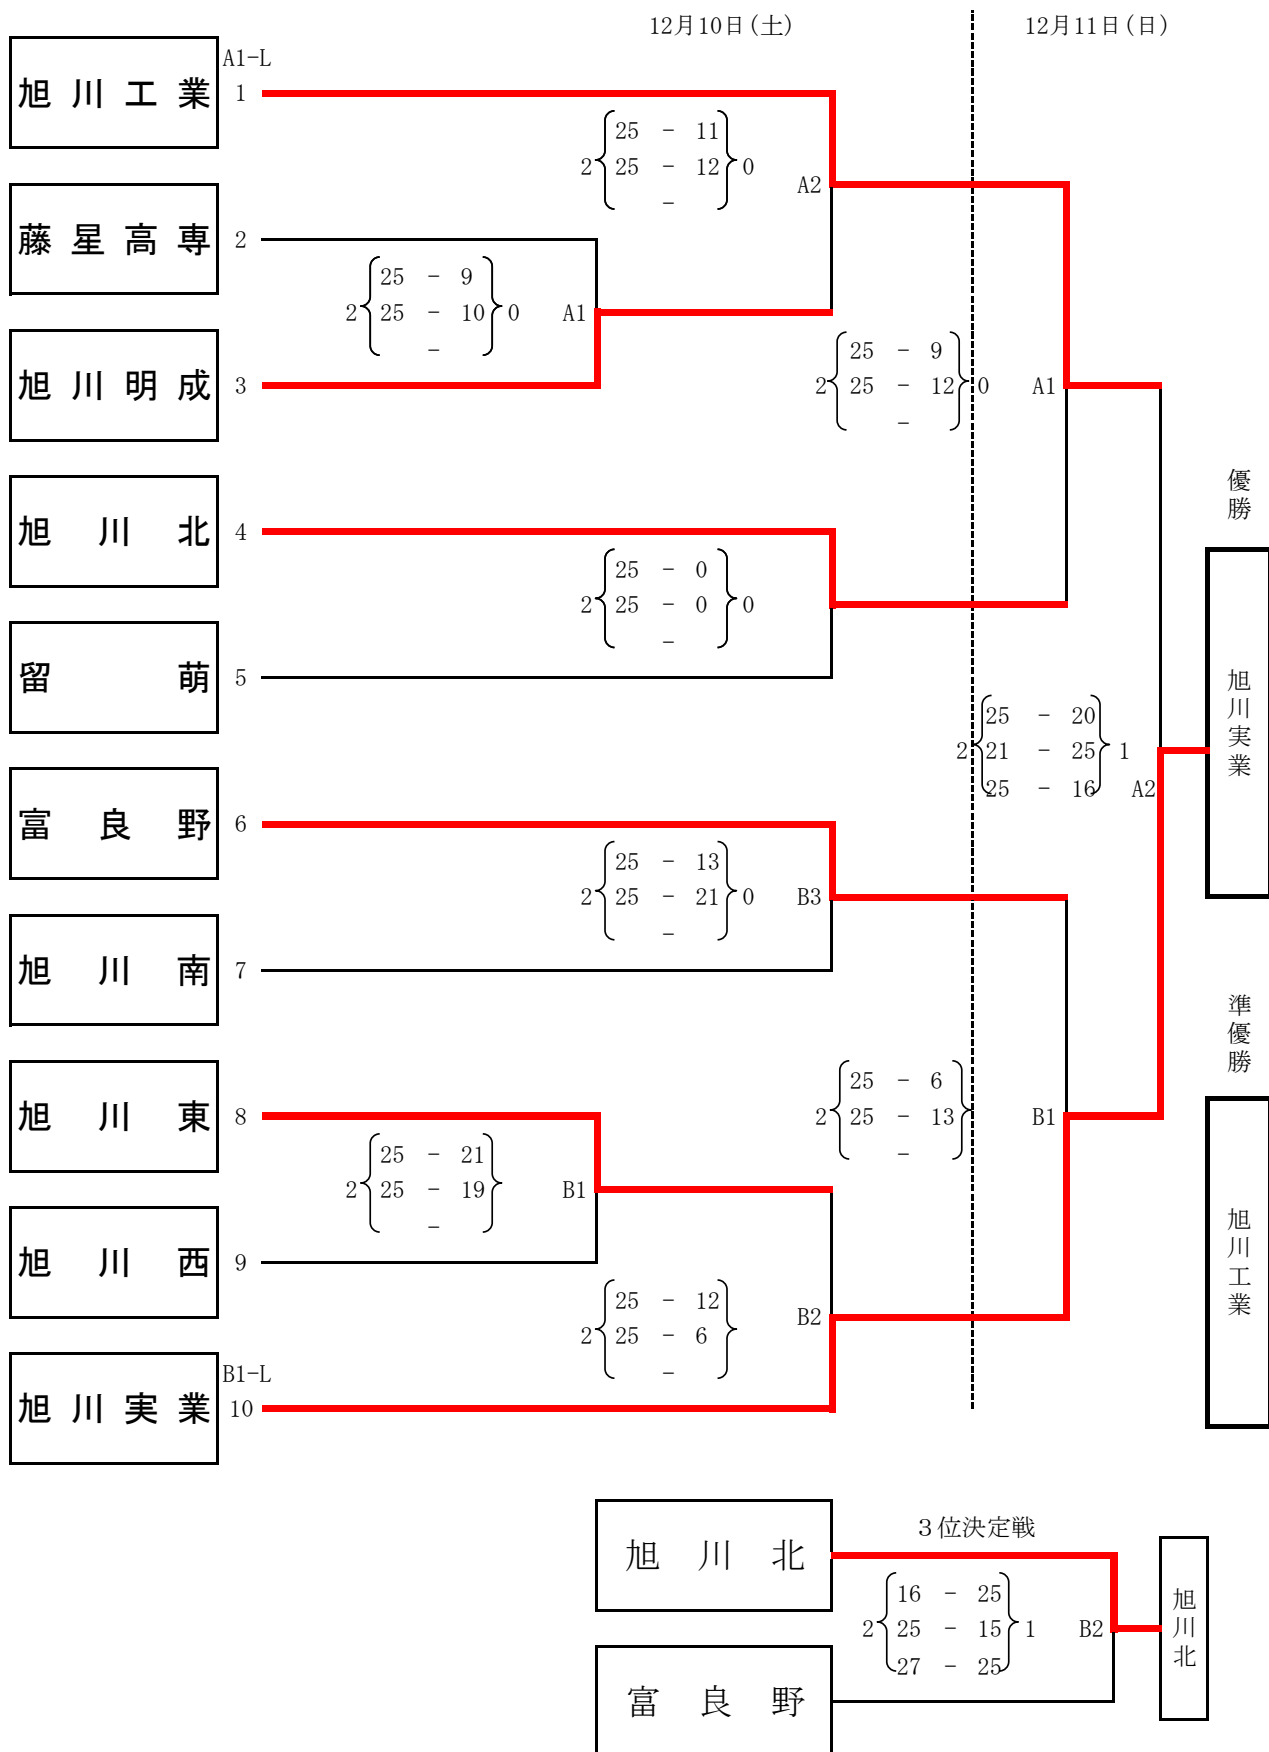 12月10日(土)
12月11日(日)
旭川工業
A1-L
1
25 - 11
2 25 - 12 0
-
A2
藤星高専
2
25 - 9
2 25 - 10 0
-
A1
旭川明成
3
25 - 9
2 25 - 12 0
-
A1
旭川北
4
25 - 0
2 25 - 0 0
-
留萌
5
優勝
旭川実業
25 - 20
2 21 - 25 1
25 - 16
A2
富良野
6
25 - 13
2 25 - 21 0
-
B3
旭川南
7
準優勝
旭川工業
25 - 6
2 25 - 13
-
B1
旭川東
8
25 - 21
2 25 - 19
-
B1
旭川西
9
25 - 12
2 25 - 6
-
B2
旭川実業
B1-L
10
３位決定戦
旭川北
16 - 25
2 25 - 15 1
27 - 25
B2
旭川北
富良野